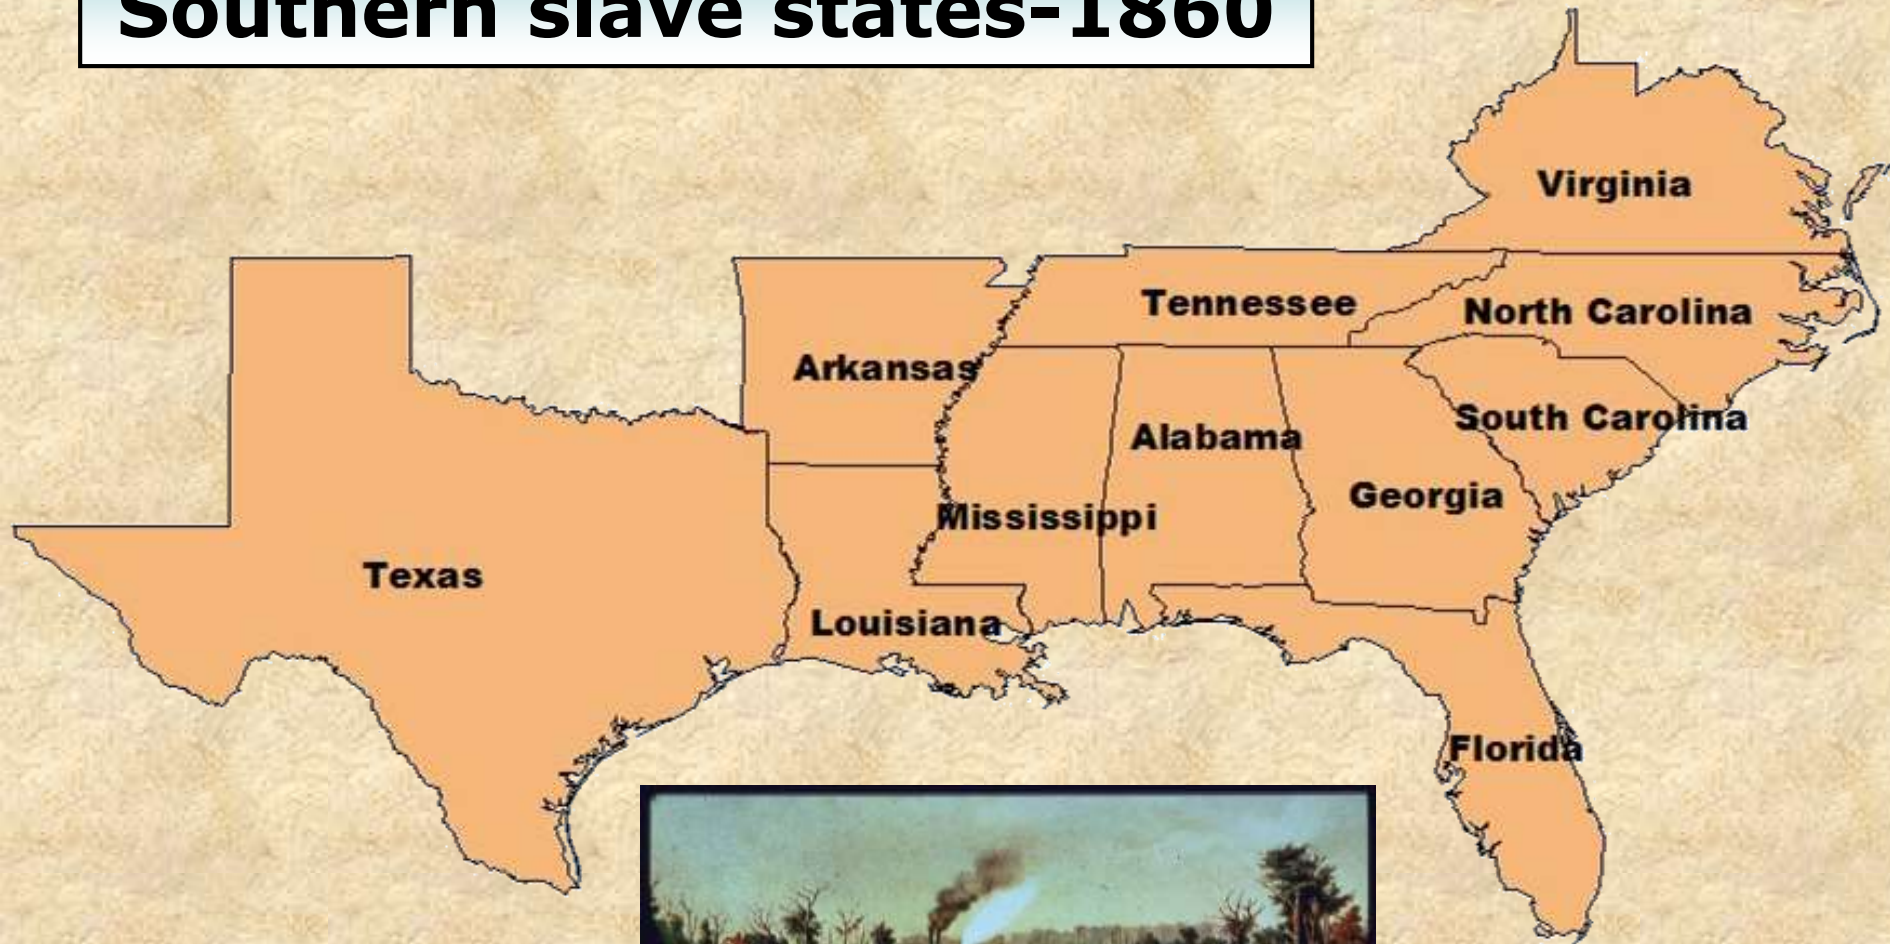 Southern slave states-1860
Virginia
Tennessee
North Carolina
Arkansas
South Carolina
Alabama
Georgia
Mississippi
Texas
Louisiana
Florida